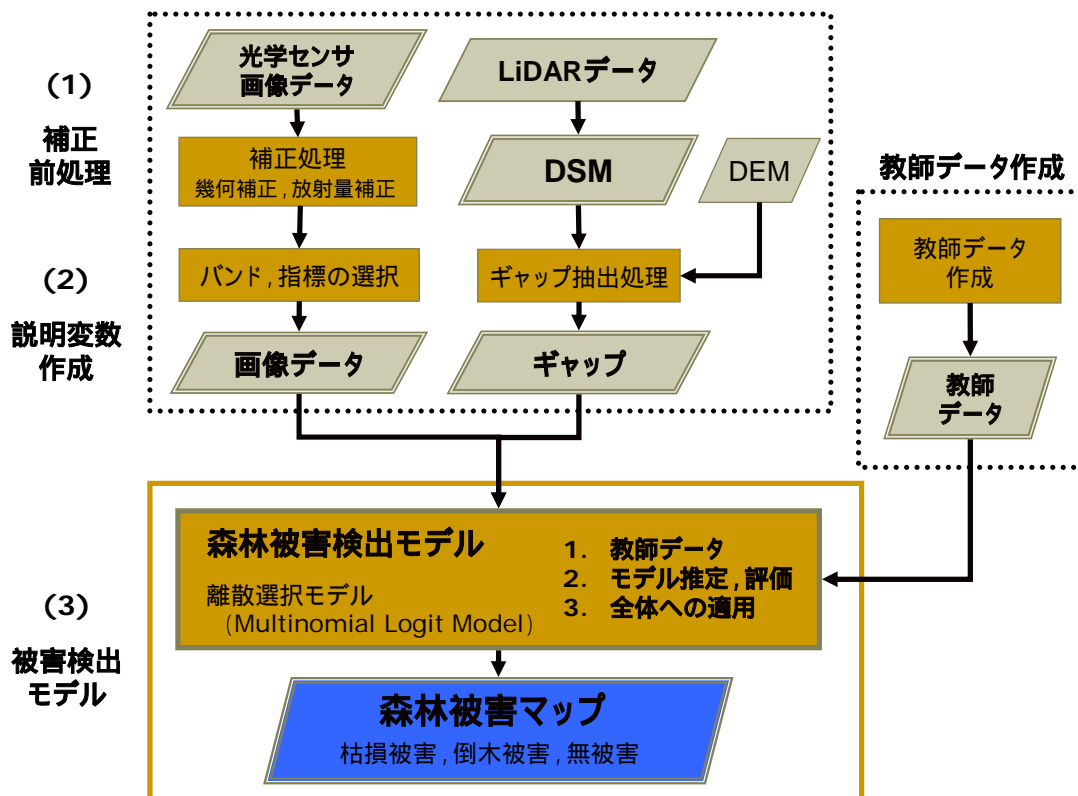 (1)
補正
前処理
光学センサ
画像データ
LiDARデータ
補正処理
幾何補正,放射量補正
DSM
DEM
教師データ作成
(2)
説明変数
作成
バンド,指標の選択
ギャップ抽出処理
教師データ
作成
画像データ
ギャップ
教師
データ
(3)
被害検出
モデル
森林被害検出モデル
離散選択モデル
(Multinomial Logit Model)
1. 教師データ
2. モデル推定,評価
3. 全体への適用
森林被害マップ
枯損被害,倒木被害,無被害